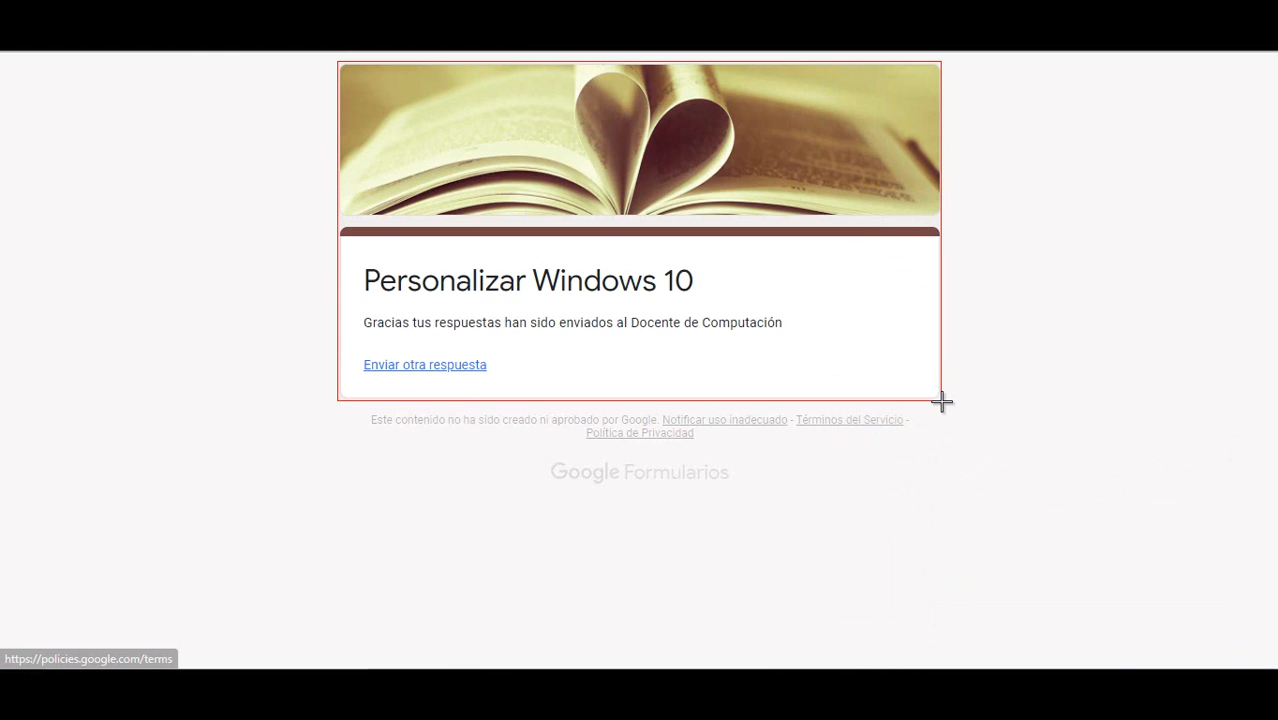 Personalizar Windows 10
Gracias tus respuestas han sido enviados al Docente de Computación
Enviar otra respuesta
Este contenido no ha sido creado ni aprobado por Google. Notificar uso inadecuado - Términos del Servicio -
Política de Privacidad
Google Formularios
https://policies.google.com/terms